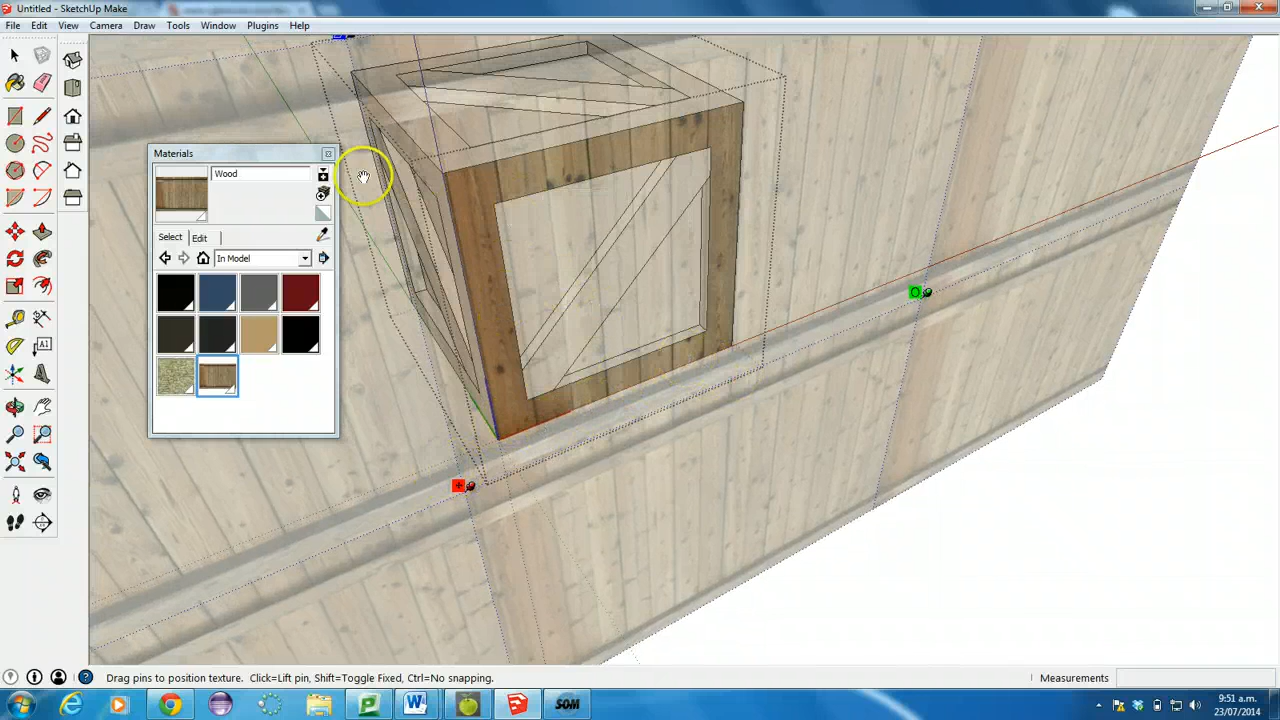 Untitled - SketchUp Make
File Edit View Camera Draw Tools Window Plugins Help
Materials
Wood
Select Edit
In Model
A1
Drag pins to position texture. Click=Lift pin, Shift=Toggle Fixed, Ctrl=No snapping.
Measurements
SOM
9:51 a.m.
23/07/2014